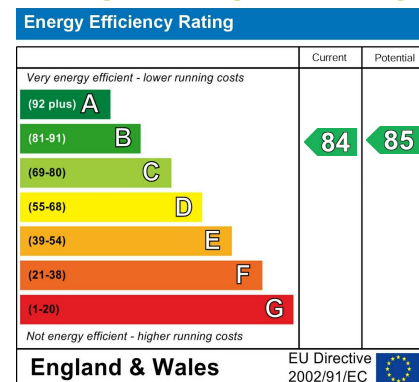 Energy Efficiency Rating
Current Potential
Very energy efficient - lower running costs
(92 plus) A
(81-91) B 84 85
(69-80) C
(55-68) D
(39-54) E
(21-38) F
(1-20) G
Not energy efficient - higher running costs
England & Wales EU Directive 2002/91/EC